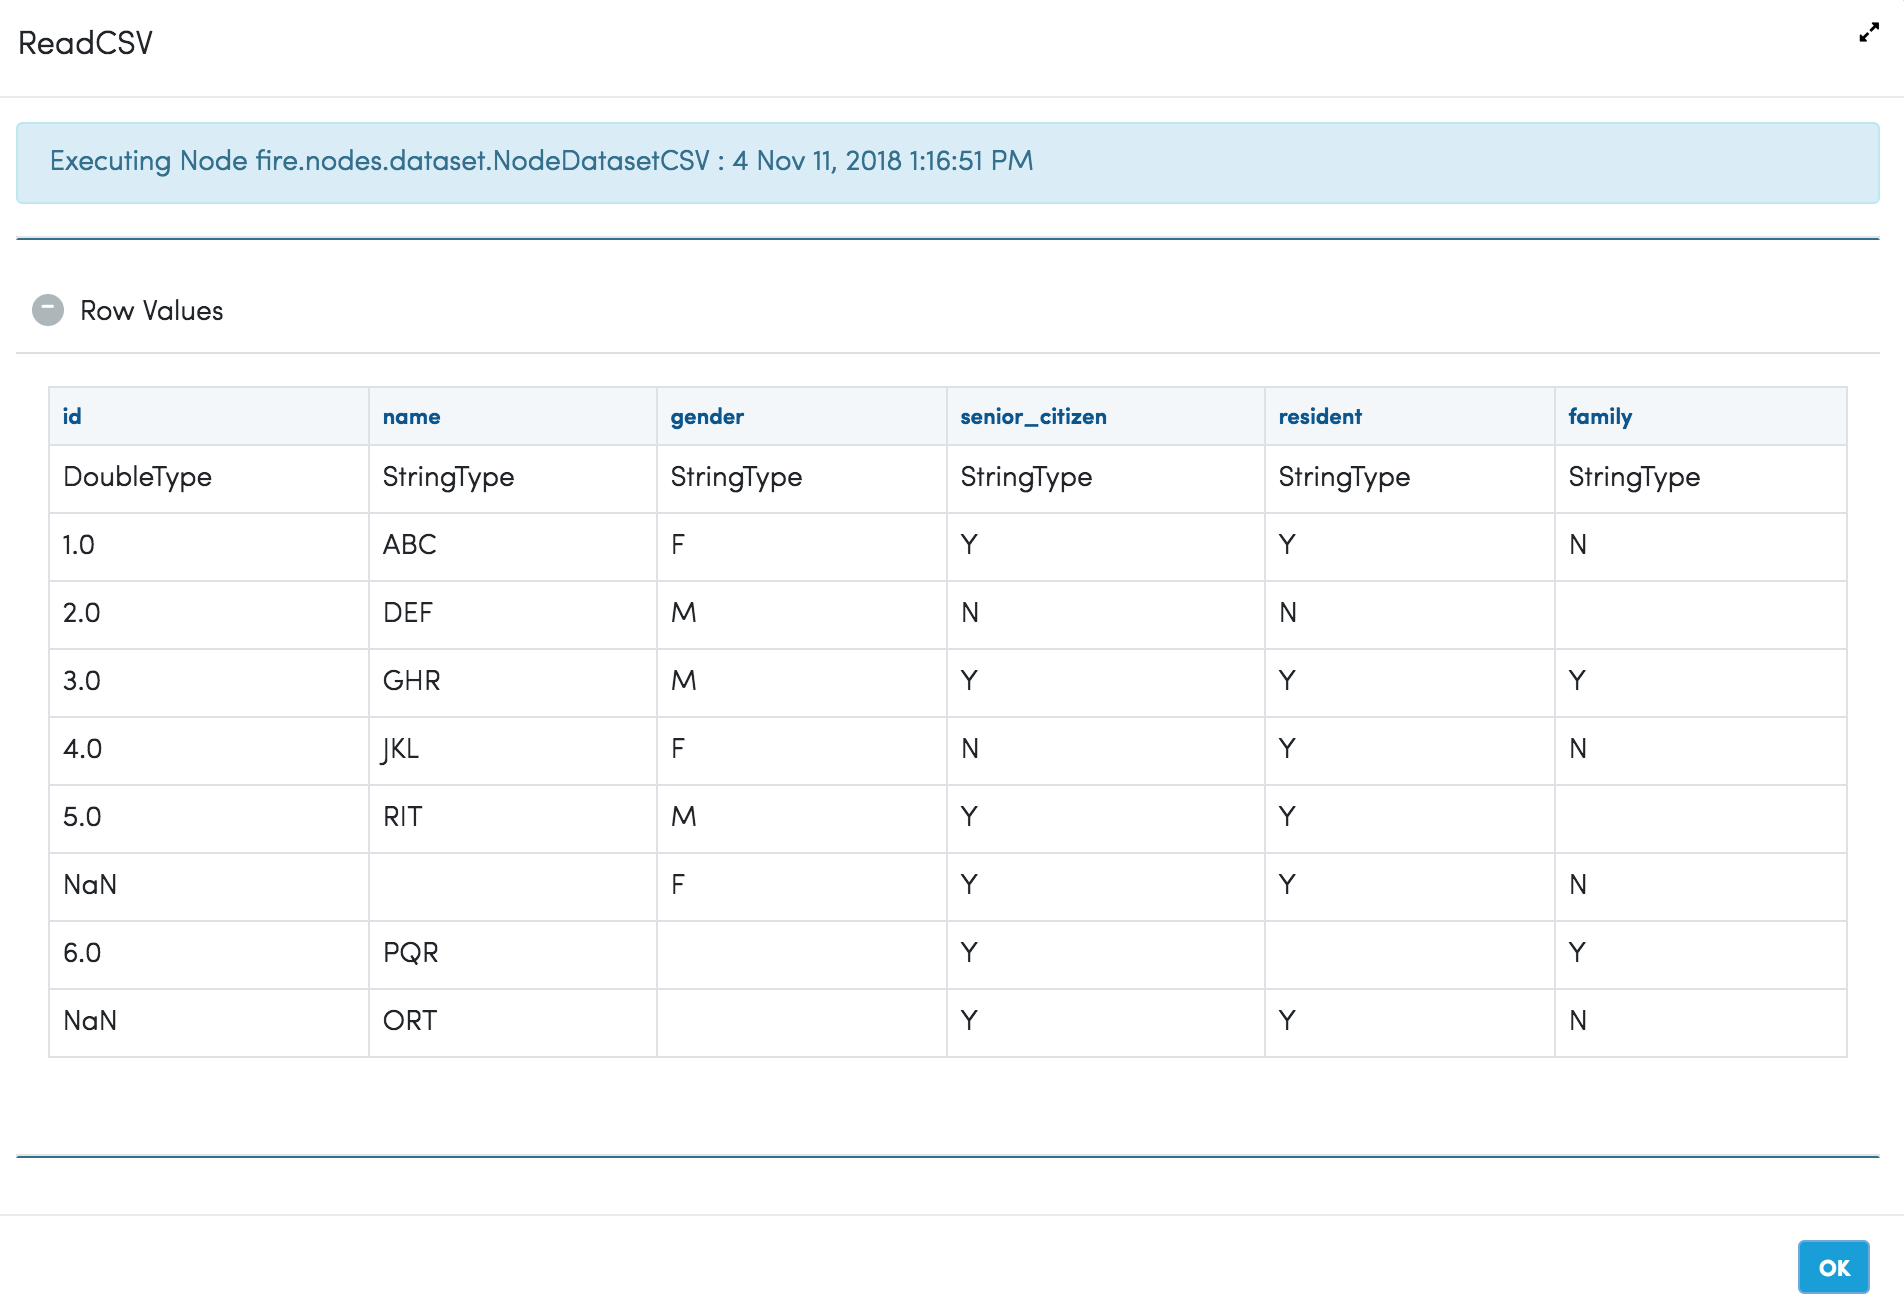 ReadCSV
Executing Node fire.nodes.dataset.NodeDatasetCSV : 4 Nov 11, 2018 1:16:51 PM
Row Values
id name gender senior_citizen resident family
DoubleType StringType StringType StringType StringType StringType
1.0 ABC F Y Y N
2.0 DEF M N N
3.0 GHR M Y Y Y
4.0 JKL F N Y N
5.0 RIT M Y Y
NaN F Y Y N
6.0 PQR Y Y
NaN ORT Y Y N
OK